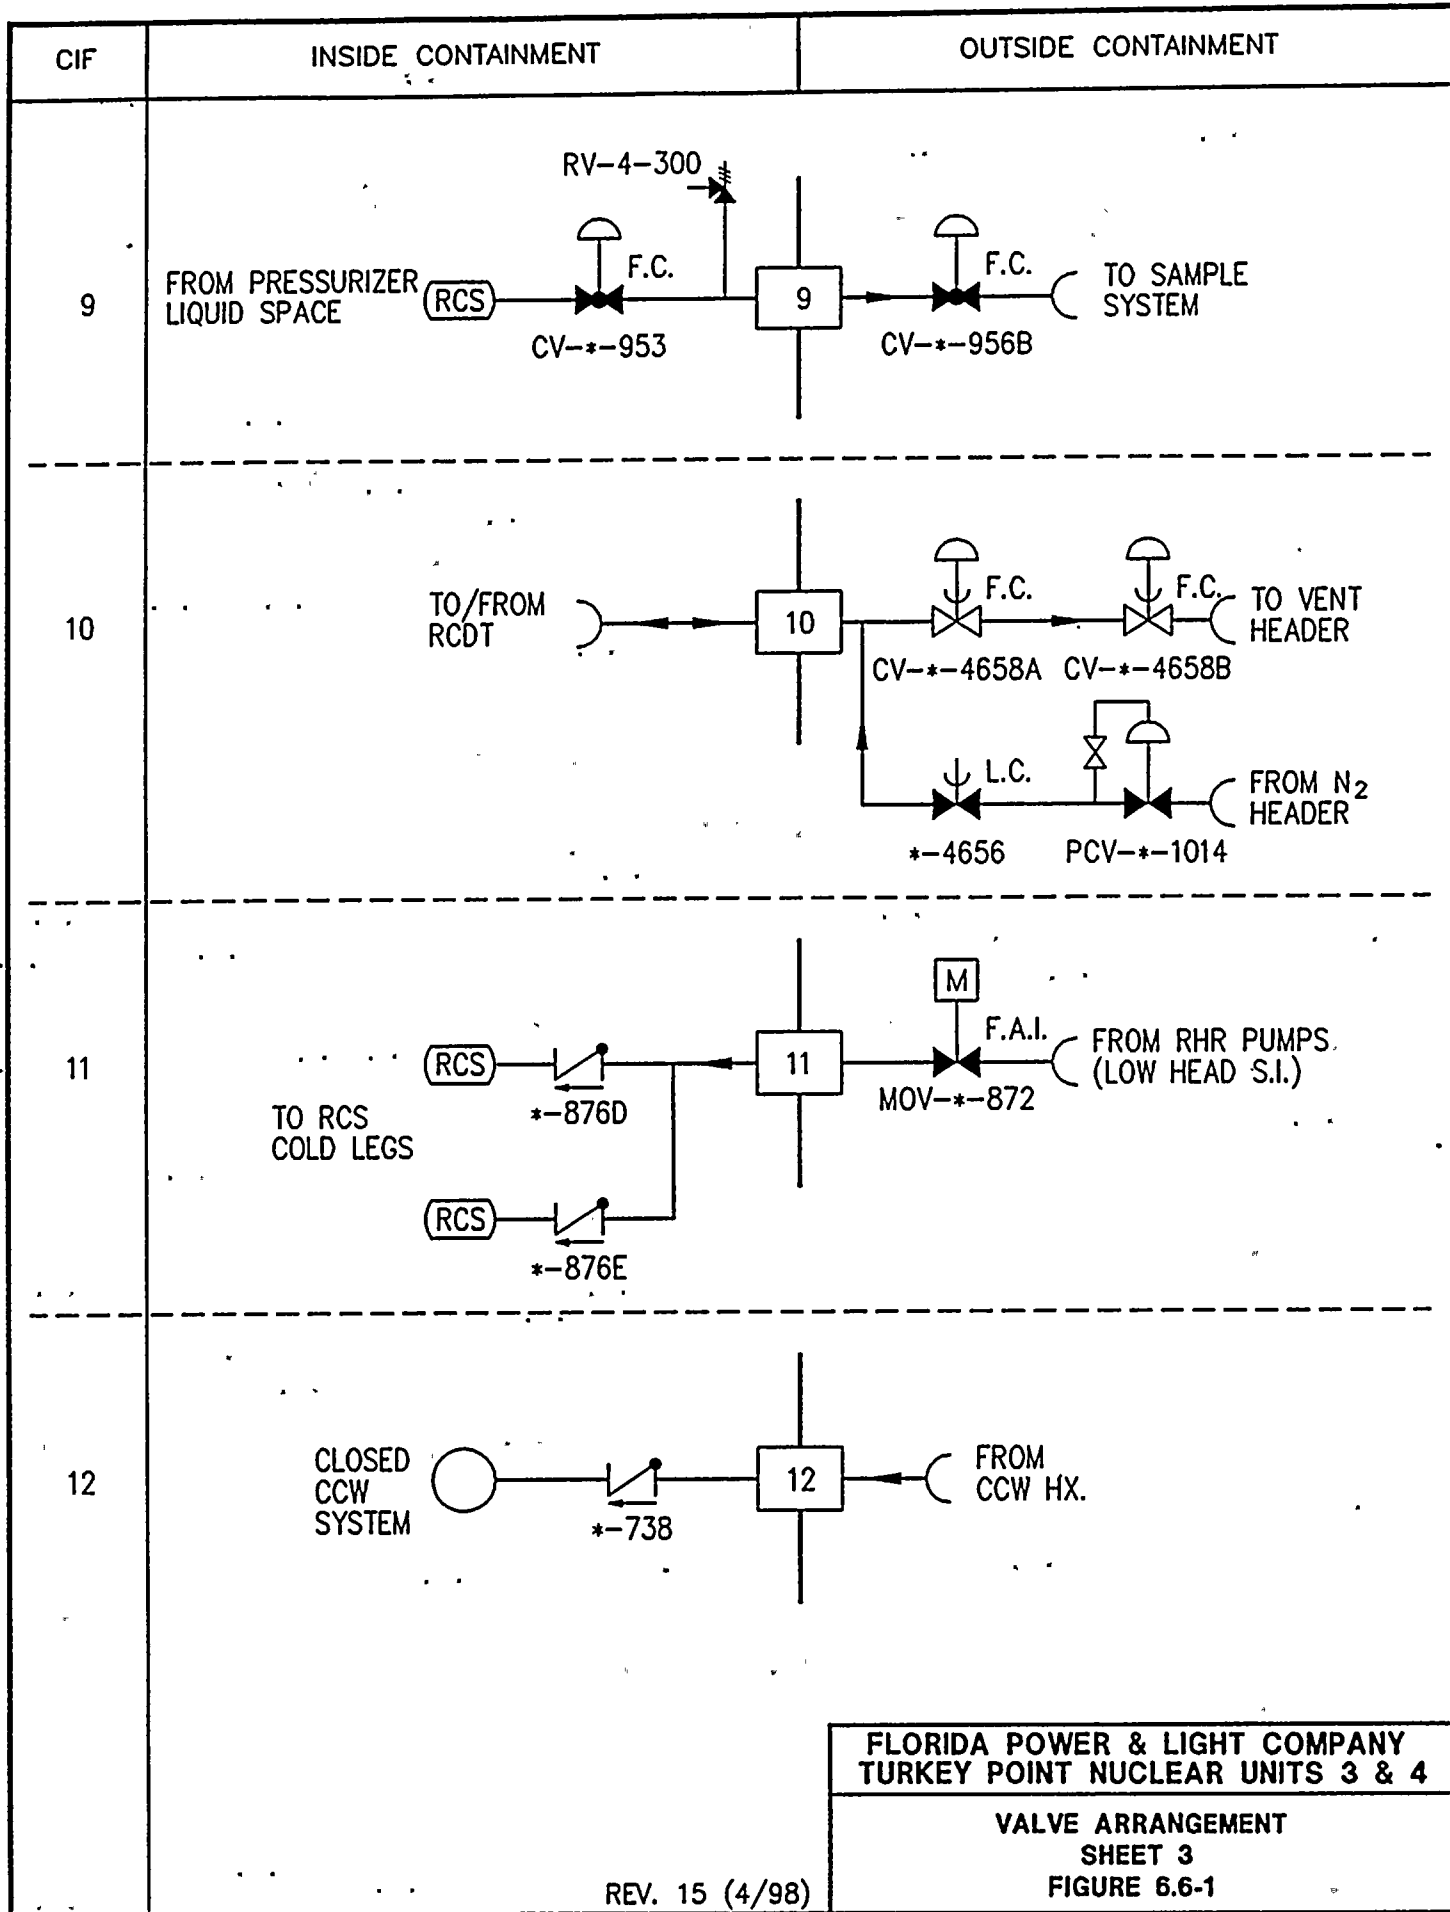 CIF
INSIDE CONTAINMENT
OUTSIDE CONTAINMENT
9
FROM PRESSURIZER
LIQUID SPACE
RCS
F.C.
CV-*-953
RV-4-300
9
F.C.
CV-*-956B
TO SAMPLE
SYSTEM
10
TO/FROM
RCDT
10
F.C.
CV-*-4658A
F.C.
CV-*-4658B
TO VENT
HEADER
L.C.
*-4656
PCV-*-1014
FROM N2
HEADER
11
TO RCS
COLD LEGS
RCS
*-876D
RCS
*-876E
11
M
F.A.I.
MOV-*-872
FROM RHR PUMPS
(LOW HEAD S.I.)
12
CLOSED
CCW
SYSTEM
*-738
12
FROM
CCW HX.
FLORIDA POWER & LIGHT COMPANY
TURKEY POINT NUCLEAR UNITS 3 & 4
VALVE ARRANGEMENT
SHEET 3
FIGURE 6.6-1
REV. 15 (4/98)